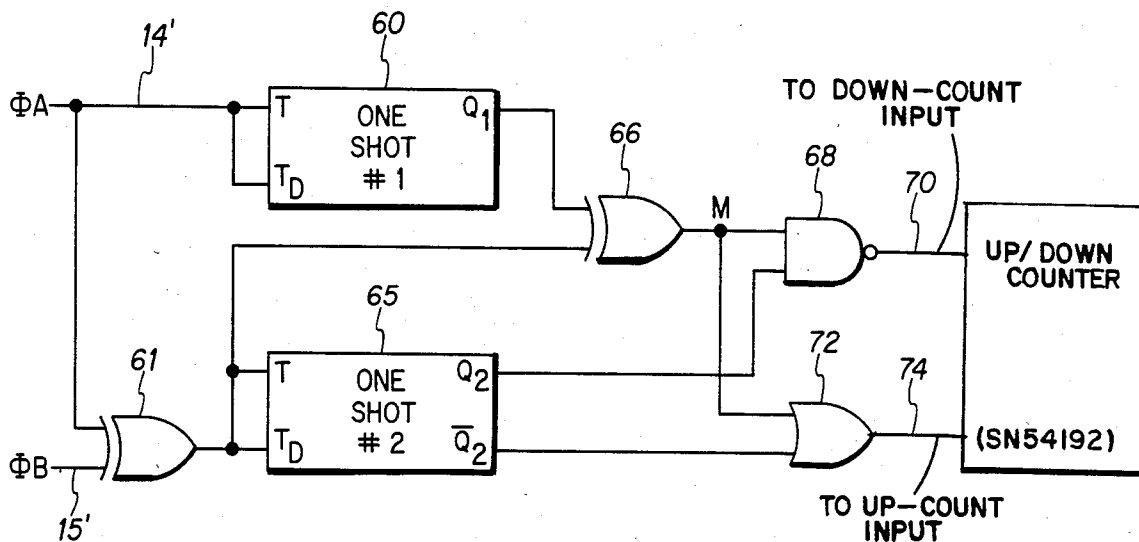 14'
60
ΦA
T
Q1
ONE
SHOT
# 1
TD
66
M
68
TO DOWN-COUNT
INPUT
70
UP/DOWN
COUNTER
61
65
T
Q2
ONE
SHOT
# 2
TD
Q̅2
72
74
(SN54192)
ΦB
15'
TO UP-COUNT
INPUT